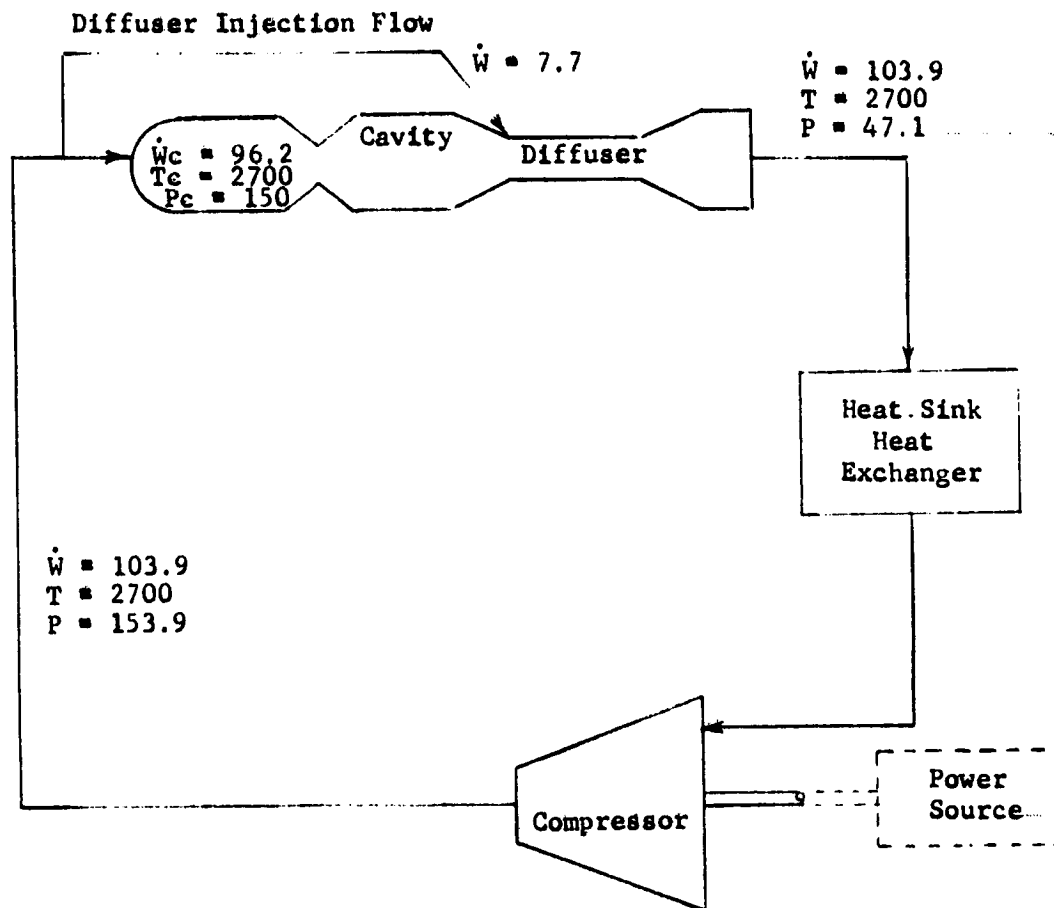 Diffuser Injection Flow
Ẇ = 7.7
Ẇ = 103.9
T = 2700
P = 47.1
Cavity
Diffuser
Ẇc = 96.2
Tc = 2700
Pc = 150
Heat Sink
Heat
Exchanger
Ẇ = 103.9
T = 2700
P = 153.9
Compressor
Power
Source